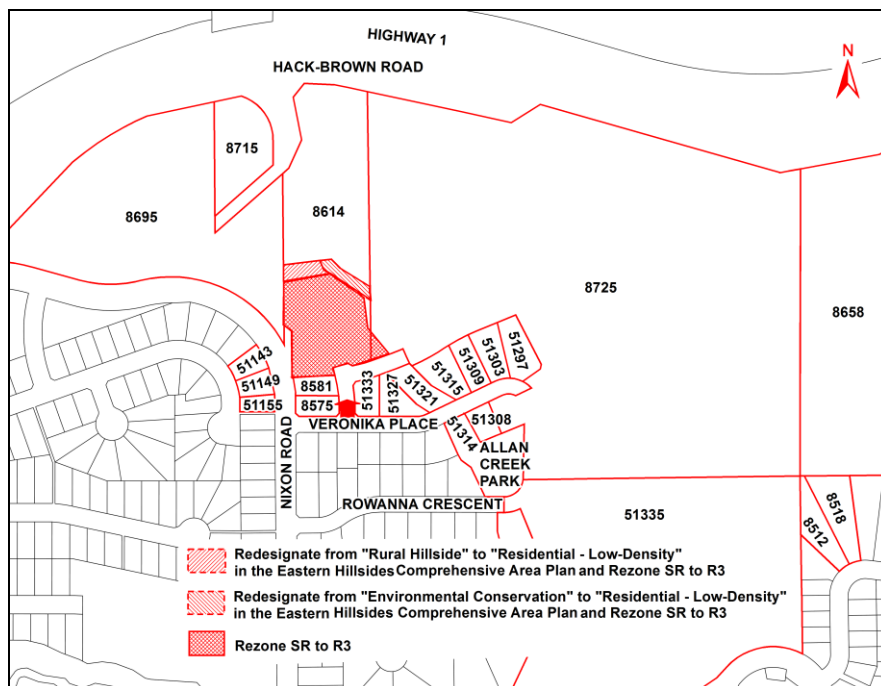 HIGHWAY 1
HACK-BROWN ROAD
N
8715
8695
8614
8725
8658
51143
51149
51155
8581
8575
51333
51327
51321
51315
51309
51303
51297
VERONIKA PLACE
NIXON ROAD
51314
51308
ALLAN
CREEK
PARK
ROWANNA CRESCENT
51335
8512
8518
Redesignate from "Rural Hillside" to "Residential - Low-Density"
in the Eastern Hillsides Comprehensive Area Plan and Rezone SR to R3
Redesignate from "Environmental Conservation" to "Residential - Low-Density"
in the Eastern Hillsides Comprehensive Area Plan and Rezone SR to R3
Rezone SR to R3